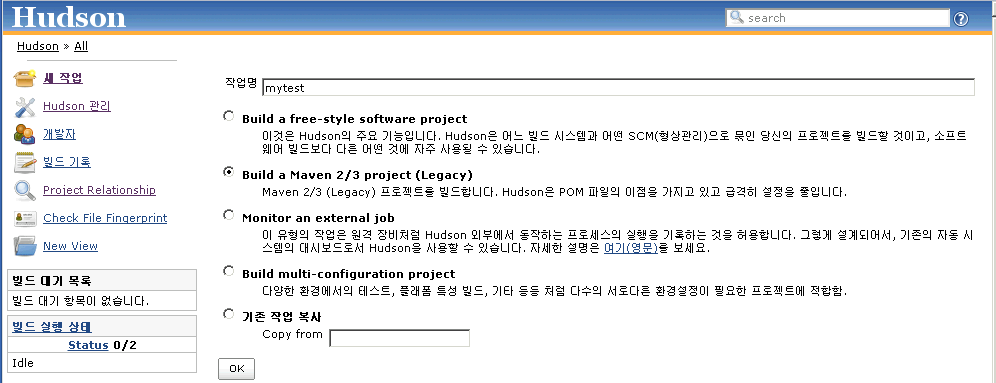 Hudson
search
Hudson » All
새 작업
Hudson 관리
개발자
빌드 기록
Project Relationship
Check File Fingerprint
New View
빌드 대기 목록
빌드 대기 항목이 없습니다.
빌드 실행 상태
Status 0/2
Idle
작업명 mytest
Build a free-style software project
이것은 Hudson의 주요 기능입니다. Hudson은 어느 빌드 시스템과 어떤 SCM(형상관리)으로 묶인 당신의 프로젝트를 빌드할 것이고, 소프트
웨어 빌드보다 다른 어떤 것에 자주 사용될 수 있습니다.
Build a Maven 2/3 project (Legacy)
Maven 2/3 (Legacy) 프로젝트를 빌드합니다. Hudson은 POM 파일의 이점을 가지고 있고 급격히 설정을 줄입니다.
Monitor an external job
이 유형의 작업은 원격 장비처럼 Hudson 외부에서 동작하는 프로세스의 실행을 기록하는 것을 허용합니다. 그렇게 설계되어서, 기존의 자동 시
스템의 대시보드로서 Hudson을 사용할 수 있습니다. 자세한 설명은 여기(영문)를 보세요.
Build multi-configuration project
다양한 환경에서의 테스트, 플래폼 특성 빌드, 기타 등등 처럼 다수의 서로다른 환경설정이 필요한 프로젝트에 적합함.
기존 작업 복사
Copy from
OK